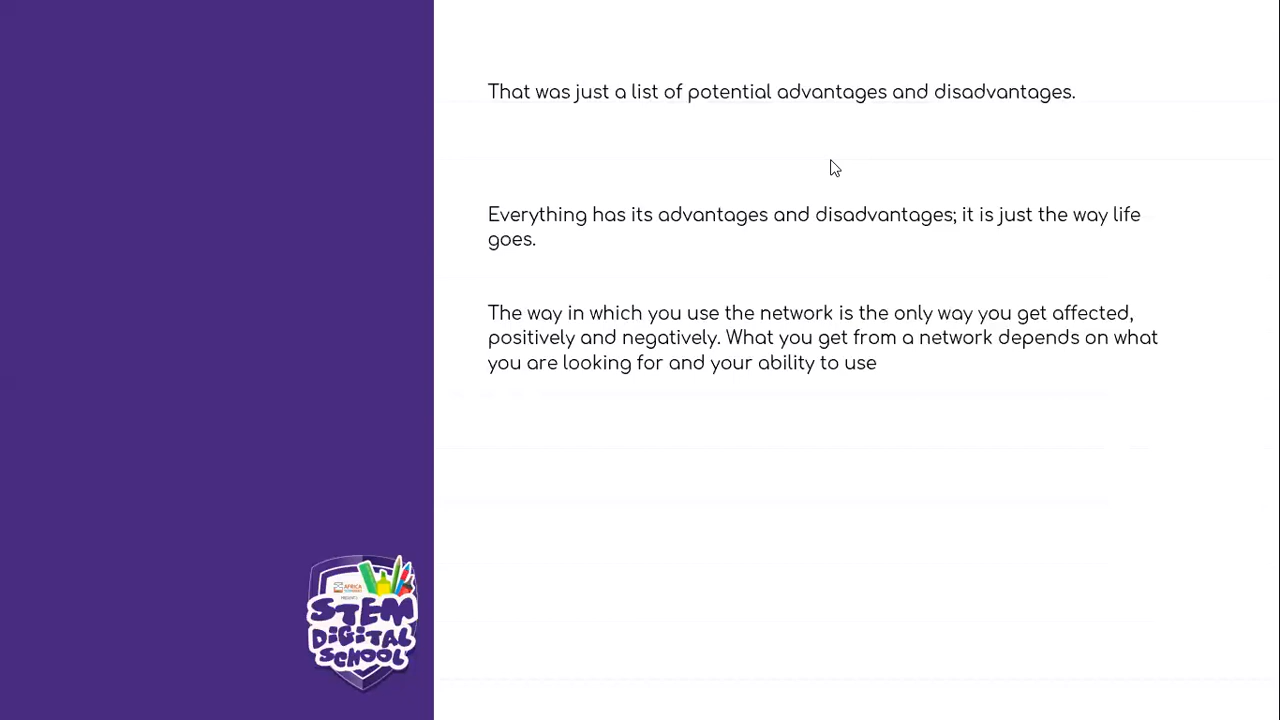 That was just a list of potential advantages and disadvantages.
Everything has its advantages and disadvantages; it is just the way life
goes.
The way in which you use the network is the only way you get affected,
positively and negatively. What you get from a network depends on what
you are looking for and your ability to use
AFRICA
PRESENTS
STEM
DIGITAL
SCHOOL